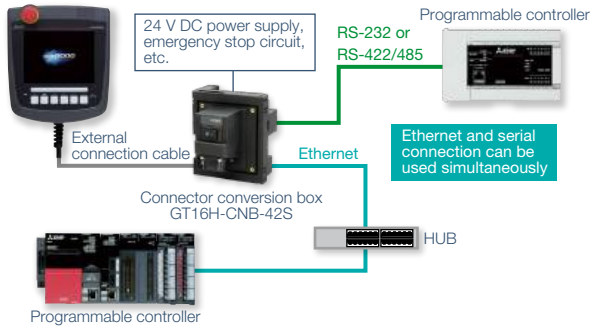 24 V DC power supply,
emergency stop circuit,
etc.
RS-232 or
RS-422/485
Programmable controller
External
connection cable
Ethernet
Ethernet and serial
connection can be
used simultaneously
Connector conversion box
GT16H-CNB-42S
HUB
Programmable controller